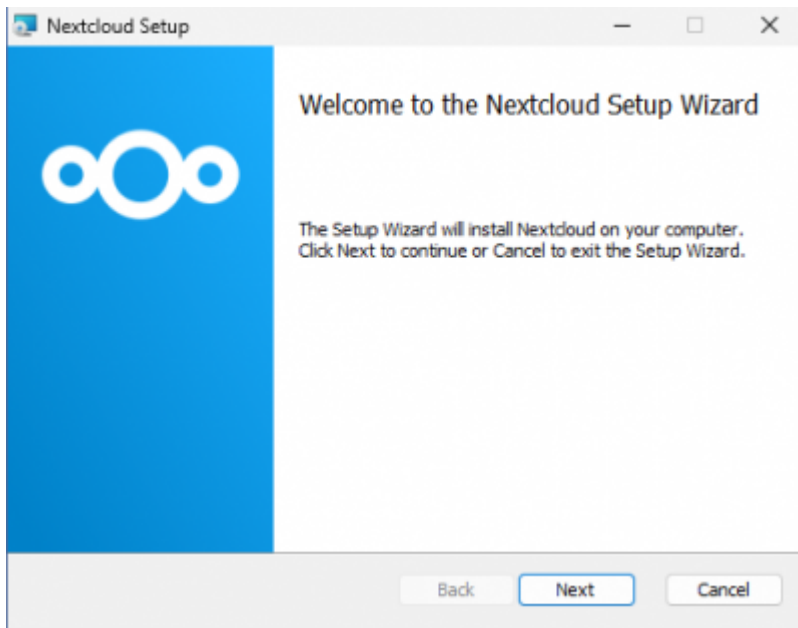 Nextcloud Setup
Welcome to the Nextcloud Setup Wizard
The Setup Wizard will install Nextcloud on your computer.
Click Next to continue or Cancel to exit the Setup Wizard.
Back Next Cancel